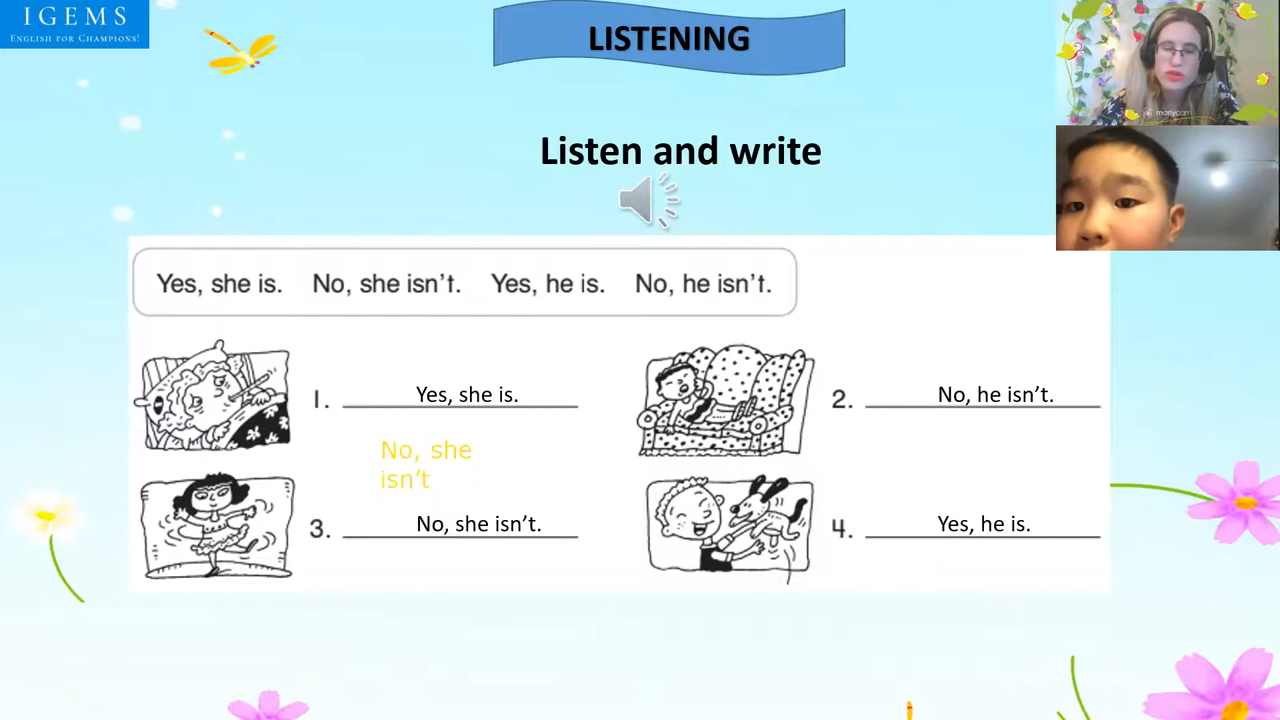 IGEMS
ENGLISH FOR CHAMPIONS!
LISTENING
manycam
Listen and write
Yes, she is. No, she isn't. Yes, he is. No, he isn't.
1. Yes, she is.
2. No, he isn't.
No, she
isn't
3. No, she isn't.
4. Yes, he is.